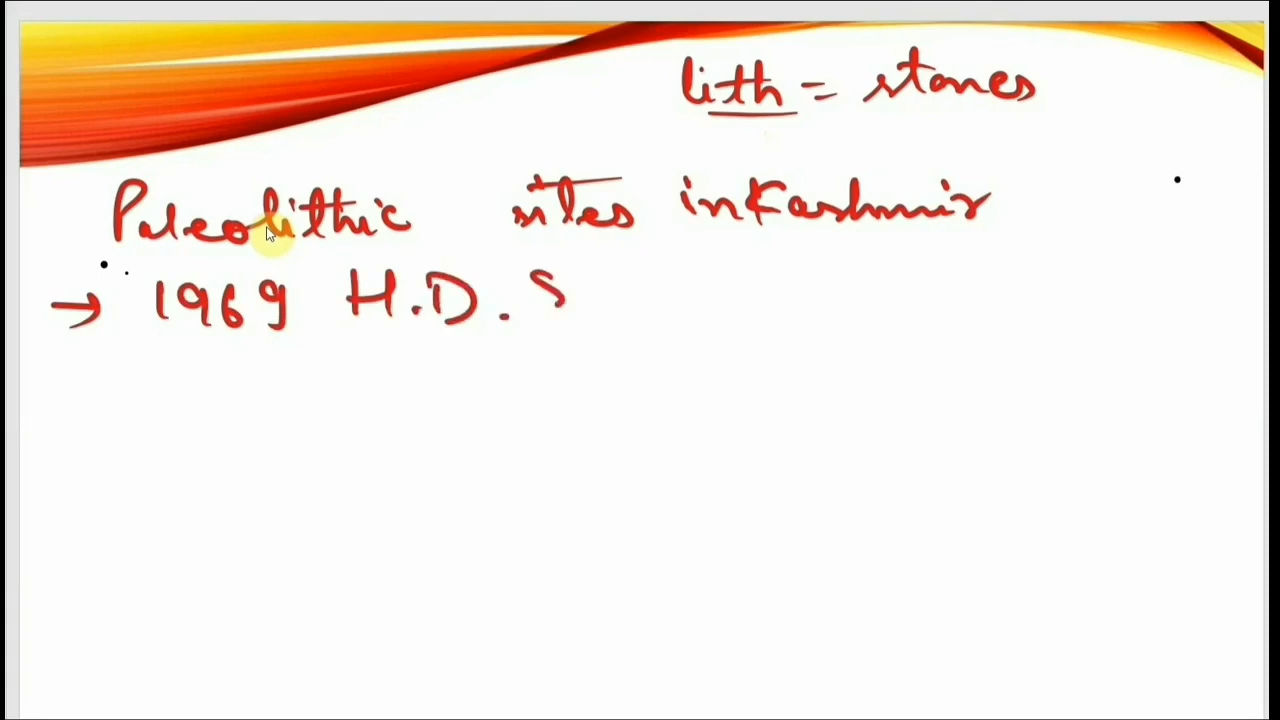 lith = stones
Paleolithic sites in Kashmir
→ 1969 H.D. S